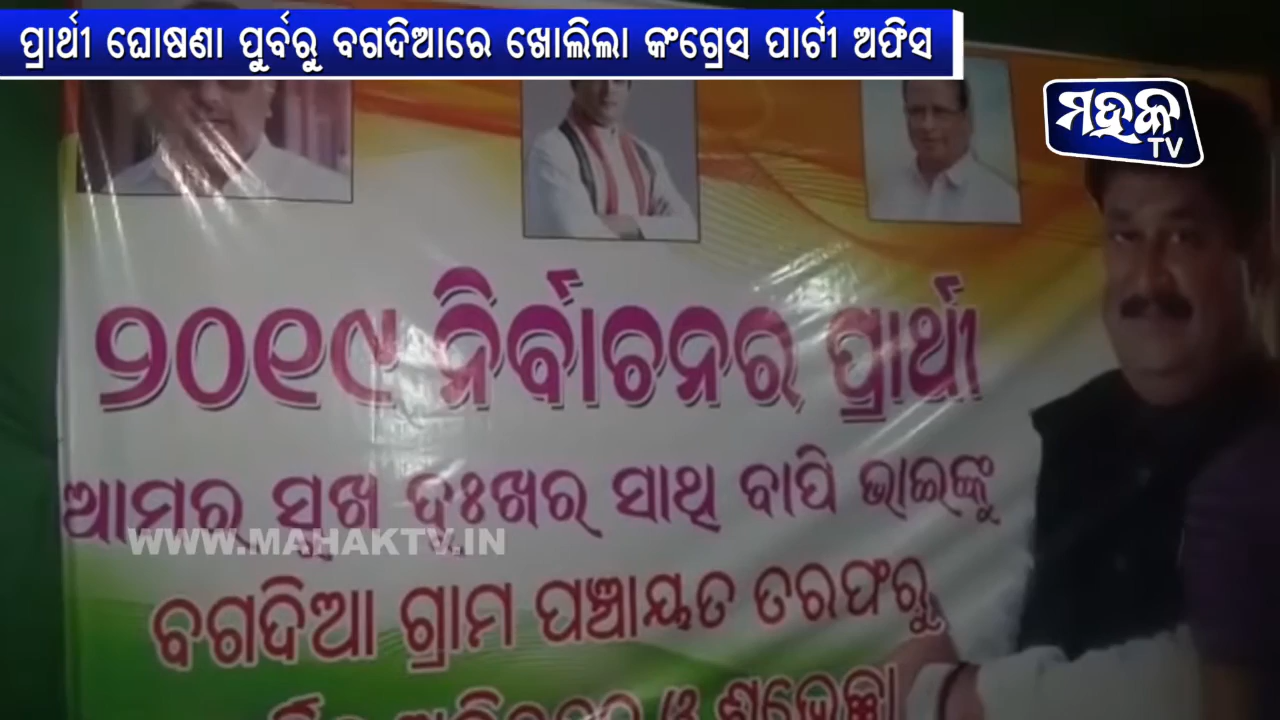 ପ୍ରାର୍ଥୀ ଘୋଷଣା ପୁର୍ବରୁ ବଗଦିଆରେ ଖୋଲିଲା କଂଗ୍ରେସ ପାର୍ଟୀ ଅଫିସ
ମହକ
TV
୨୦୧୯ ନିର୍ବାଚନର ପ୍ରାର୍ଥୀ
ଆମର ସୁଖ ଦୁଃଖର ସାଥି ବାପି ଭାଇଙ୍କୁ
WWW.MAHAKTV.IN
ବଗଦିଆ ଗ୍ରାମ ପଞ୍ଚାୟତ ତରଫରୁ
ଓ ଶୁଭେଚ୍ଛା